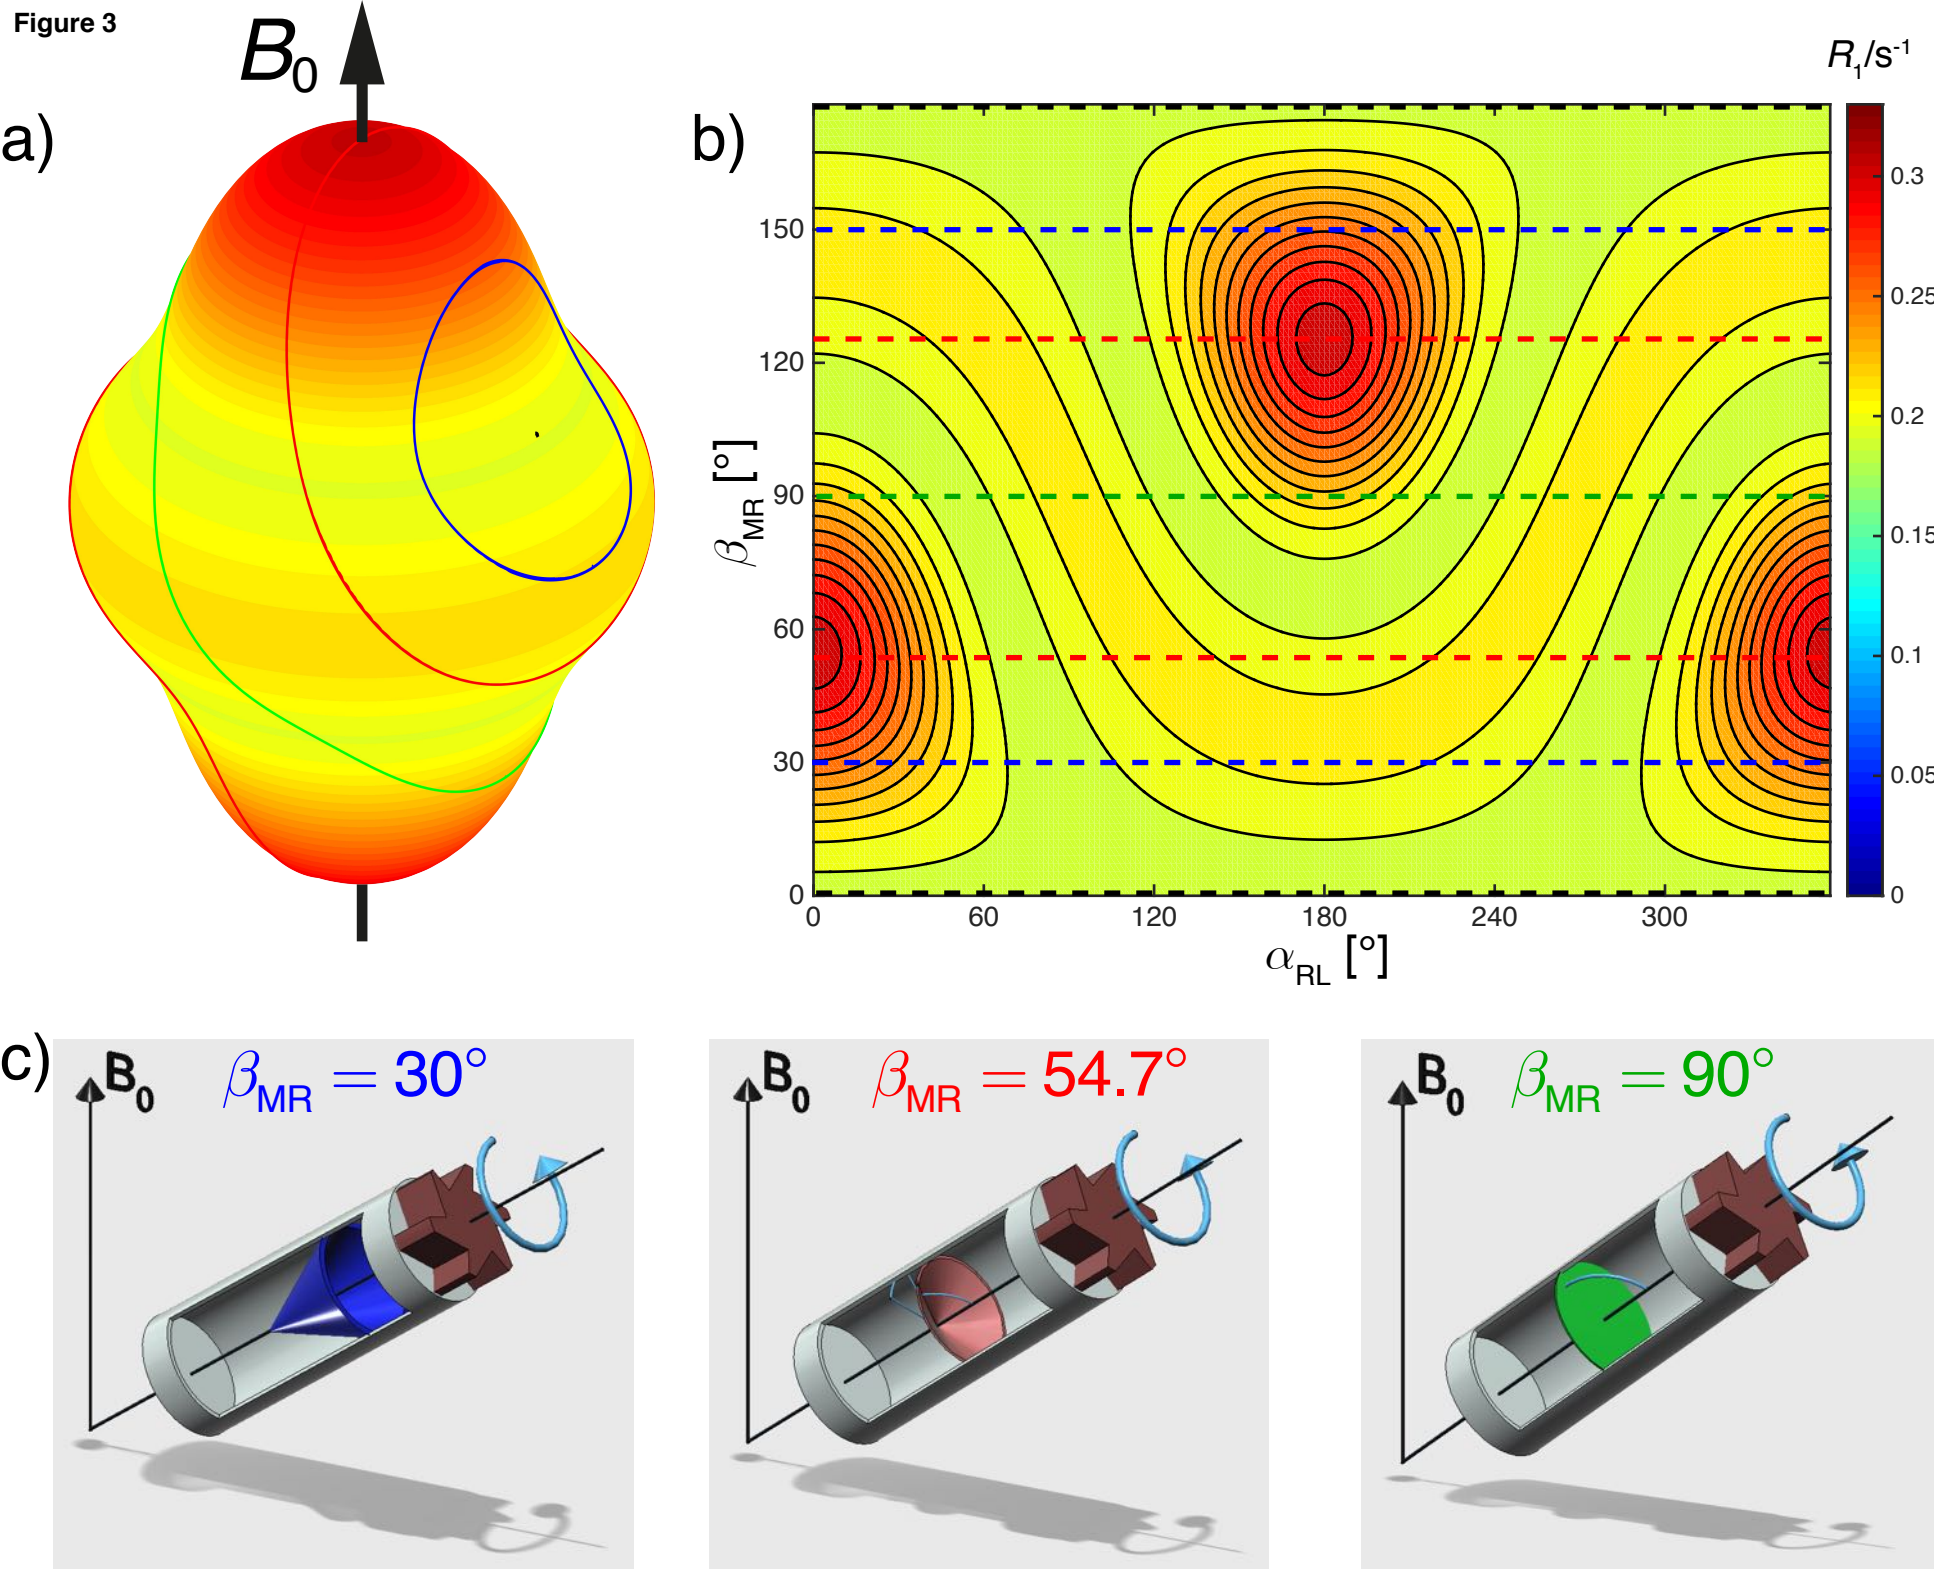 Figure 3
B0
a)
b)
R1/s-1
0.3
0.25
0.2
0.15
0.1
0.05
0
150
120
90
60
30
0
βMR [°]
0 60 120 180 240 300
αRL [°]
c)
B0
βMR = 30°
B0
βMR = 54.7°
B0
βMR = 90°